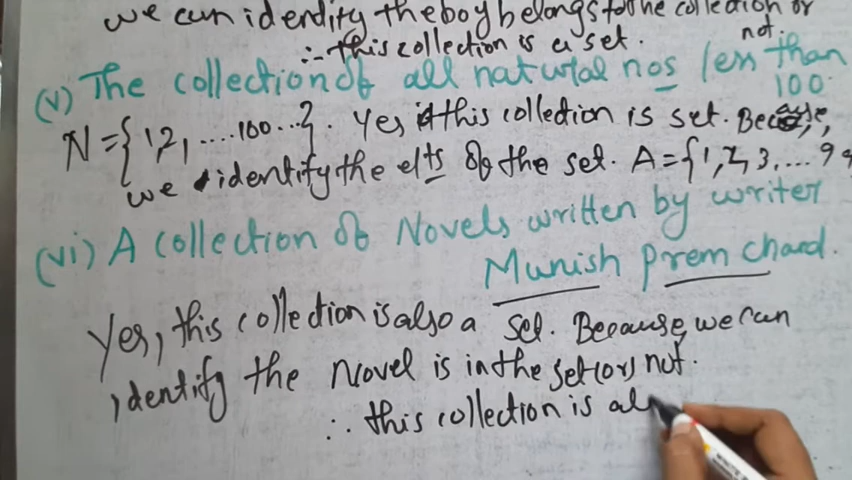 we can identity the boy belongs to the collection or
not.
∴ This collection is a set.
(v) The collection of all natural nos less than
100.
N = {1,2, .....100...}. Yes this collection is set. Because,
we identify the elts of the set. A = {1,2,3,....99
(vi) A collection of Novels written by writer
Munish Prem chand.
Yes, this collection is also a set. Because, we can
identify the Novel is in the set (or) not.
∴ this collection is al